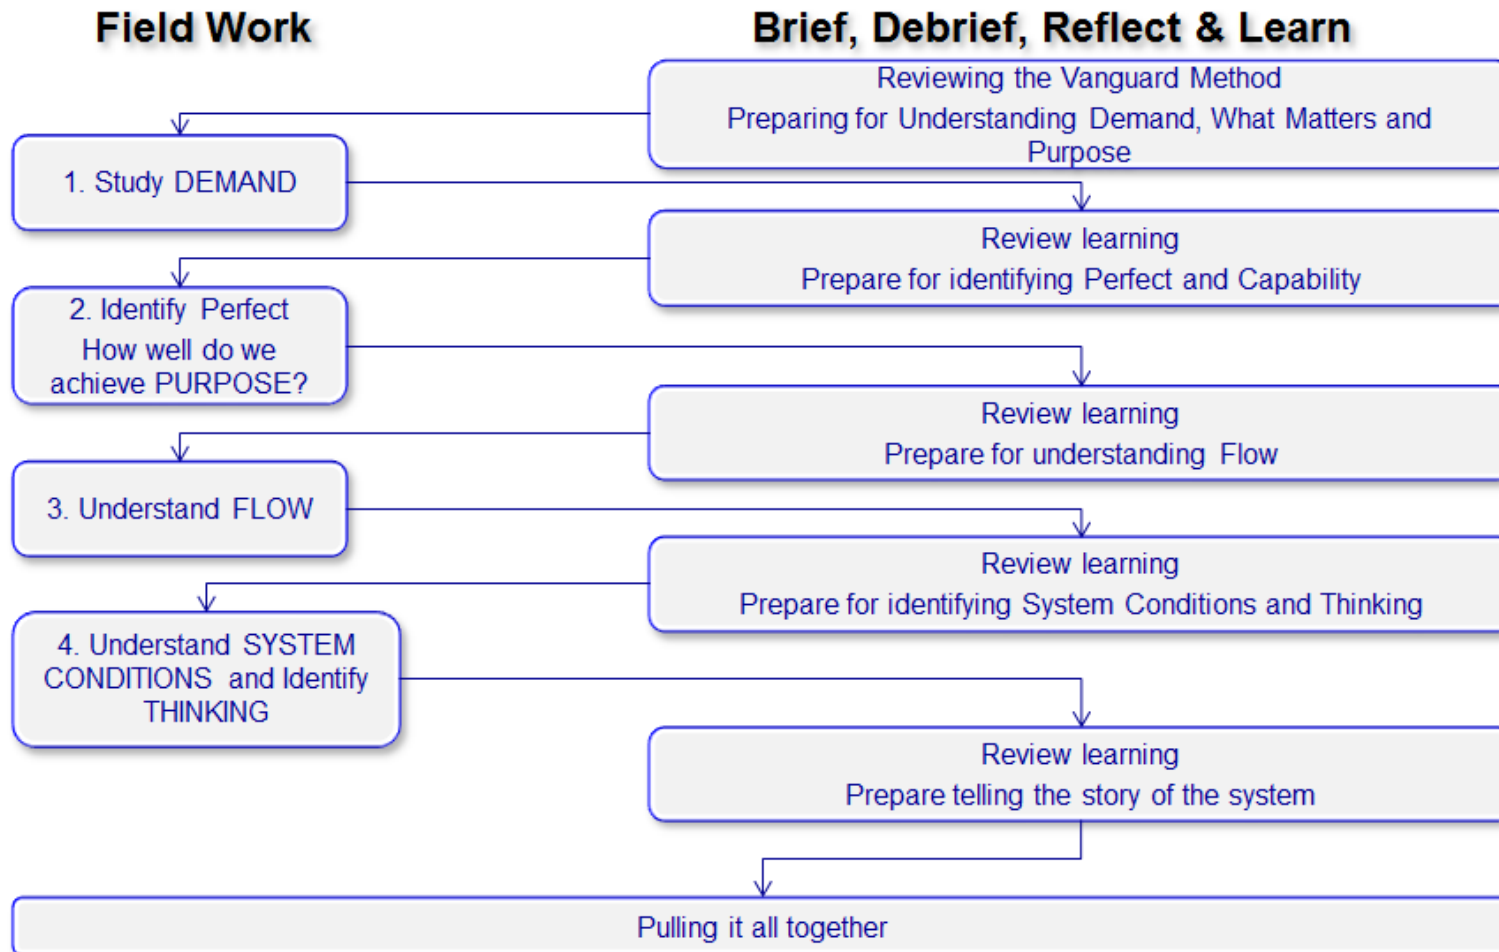 Field Work
Brief, Debrief, Reflect & Learn
Reviewing the Vanguard Method
Preparing for Understanding Demand, What Matters and
Purpose
1. Study DEMAND
Review learning
Prepare for identifying Perfect and Capability
2. Identify Perfect
How well do we
achieve PURPOSE?
Review learning
Prepare for understanding Flow
3. Understand FLOW
Review learning
Prepare for identifying System Conditions and Thinking
4. Understand SYSTEM
CONDITIONS and Identify
THINKING
Review learning
Prepare telling the story of the system
Pulling it all together